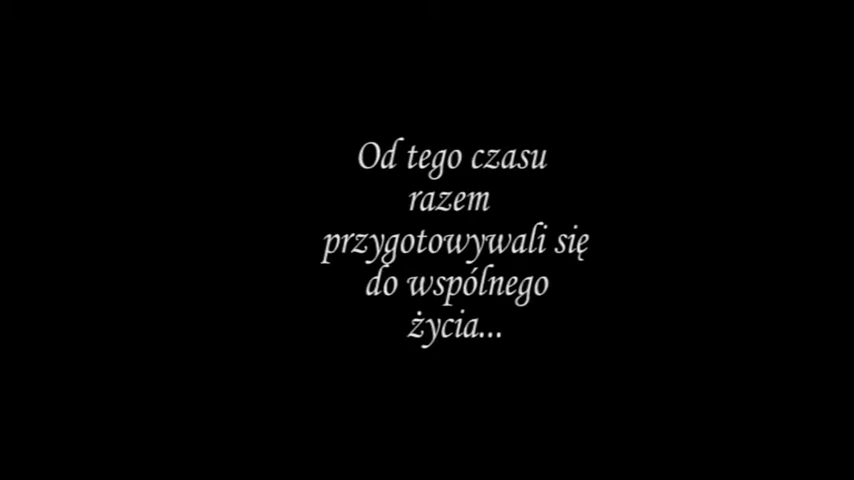 Od tego czasu
razem
przygotowywali się
do wspólnego
życia...